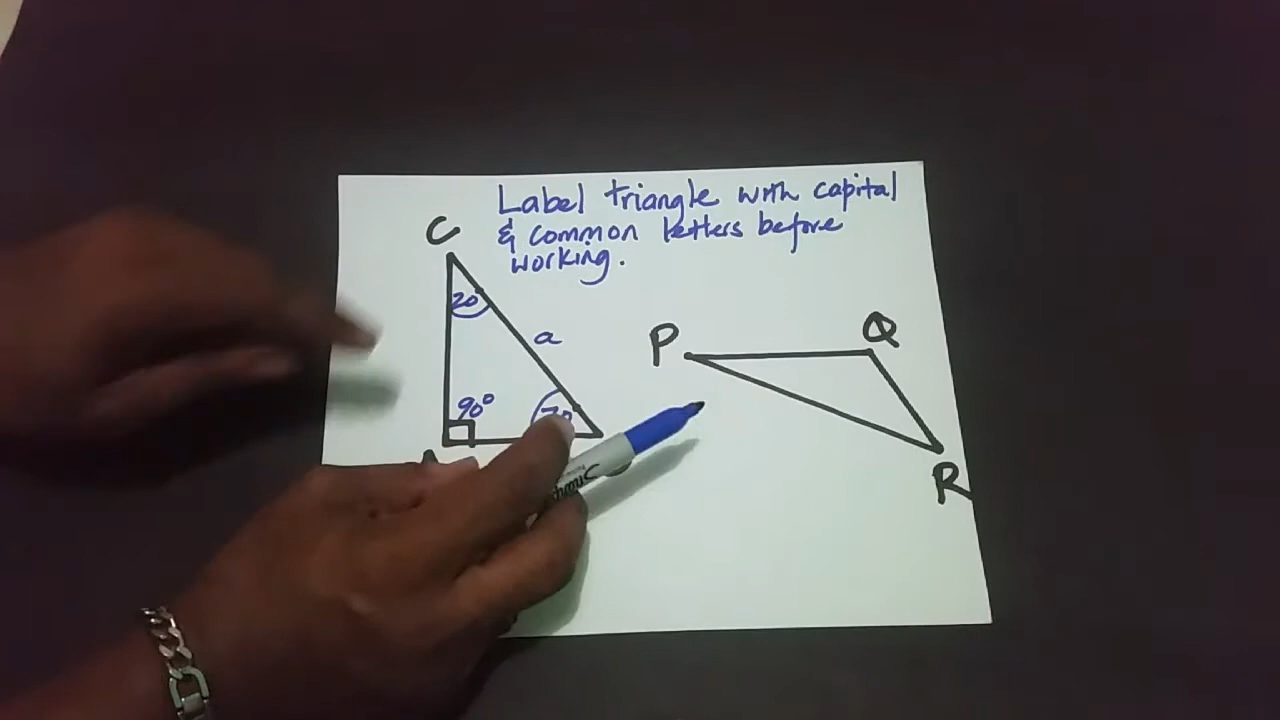 Label triangle with capital
& common letters before
working.
C
20
a
90°
P
Q
R